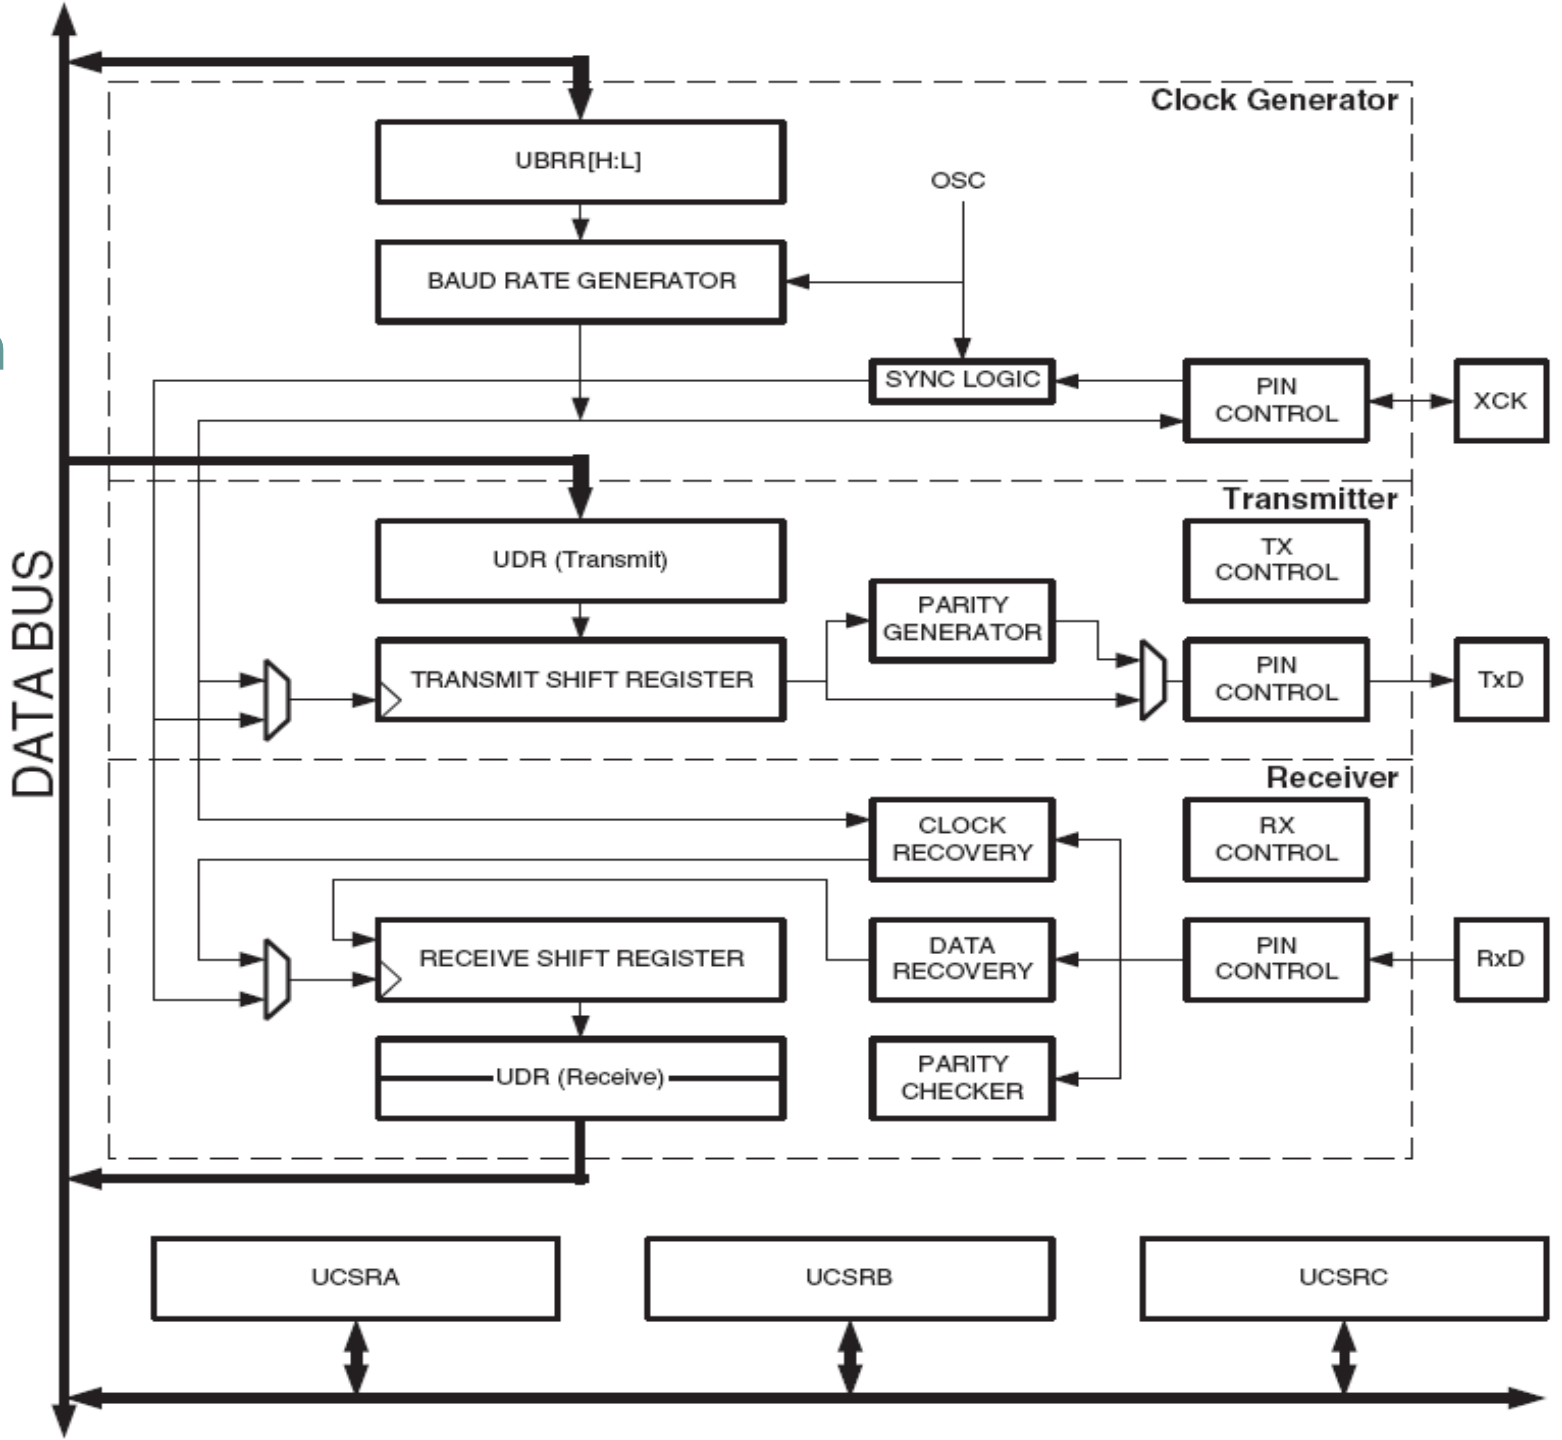 Clock Generator
UBRR[H:L]
OSC
BAUD RATE GENERATOR
SYNC LOGIC
PIN
CONTROL
XCK
DATA BUS
Transmitter
UDR (Transmit)
TX
CONTROL
PARITY
GENERATOR
TRANSMIT SHIFT REGISTER
PIN
CONTROL
TxD
Receiver
CLOCK
RECOVERY
RX
CONTROL
RECEIVE SHIFT REGISTER
DATA
RECOVERY
PIN
CONTROL
RxD
UDR (Receive)
PARITY
CHECKER
UCSRA
UCSRB
UCSRC